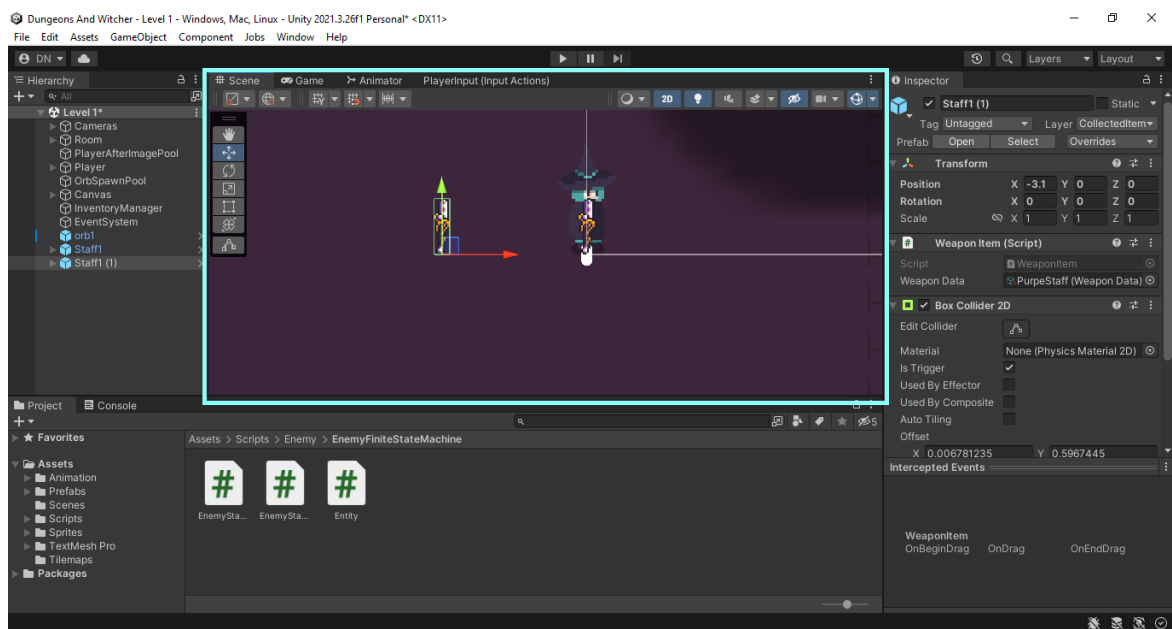 Dungeons And Witcher - Level 1 - Windows, Mac, Linux - Unity 2021.3.26f1 Personal* <DX11>
File Edit Assets GameObject Component Jobs Window Help
DN
Layers Layout
Hierarchy
Scene Game Animator PlayerInput (Input Actions)
Inspector
All
2D
Level 1*
Cameras
Room
PlayerAfterImagePool
Player
OrbSpawnPool
Canvas
InventoryManager
EventSystem
orb1
Staff1
Staff1 (1)
Staff1 (1) Static
Tag Untagged Layer CollectedItem
Prefab Open Select Overrides
Transform
Position X -3.1 Y 0 Z 0
Rotation X 0 Y 0 Z 0
Scale X 1 Y 1 Z 1
Weapon Item (Script)
Script WeaponItem
Weapon Data PurpeStaff (Weapon Data)
Box Collider 2D
Edit Collider
Material None (Physics Material 2D)
Is Trigger
Used By Effector
Used By Composite
Auto Tiling
Offset
X 0.006781235 Y 0.5967445
Intercepted Events
WeaponItem
OnBeginDrag OnDrag OnEndDrag
Project Console
5
Favorites
Assets
Animation
Prefabs
Scenes
Scripts
Sprites
TextMesh Pro
Tilemaps
Packages
Assets > Scripts > Enemy > EnemyFiniteStateMachine
# # #
EnemySta... EnemySta... Entity